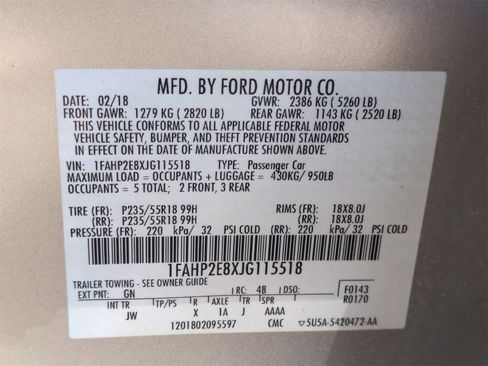 MFD. BY FORD MOTOR CO.
DATE: 02/18 GVWR: 2386 KG ( 5260 LB)
FRONT GAWR: 1279 KG ( 2820 LB) REAR GAWR: 1143 KG ( 2520 LB)
THIS VEHICLE CONFORMS TO ALL APPLICABLE FEDERAL MOTOR
VEHICLE SAFETY, BUMPER, AND THEFT PREVENTION STANDARDS
IN EFFECT ON THE DATE OF MANUFACTURE SHOWN ABOVE.
VIN: 1FAHP2E8XJG115518 TYPE: Passenger Car
MAXIMUM LOAD = OCCUPANTS + LUGGAGE = 430KG/ 950LB
OCCUPANTS = 5 TOTAL; 2 FRONT, 3 REAR
TIRE (FR): P235/55R18 99H RIMS (FR): 18X8.0J
(RR): P235/55R18 99H (RR): 18X8.0J
PRESSURE (FR): 220 kPa/ 32 PSI COLD (RR): 220 kPa/ 32 PSI COLD
1FAHP2E8XJG115518
TRAILER TOWING - SEE OWNER GUIDE
EXT PNT: GN RC: 48 DSO: F0143
INT TR TP/PS R AXLE TR SPR R0170
JW X 1A J AAAA
1201802095597 CMC ▽5U5A-5420472-AA